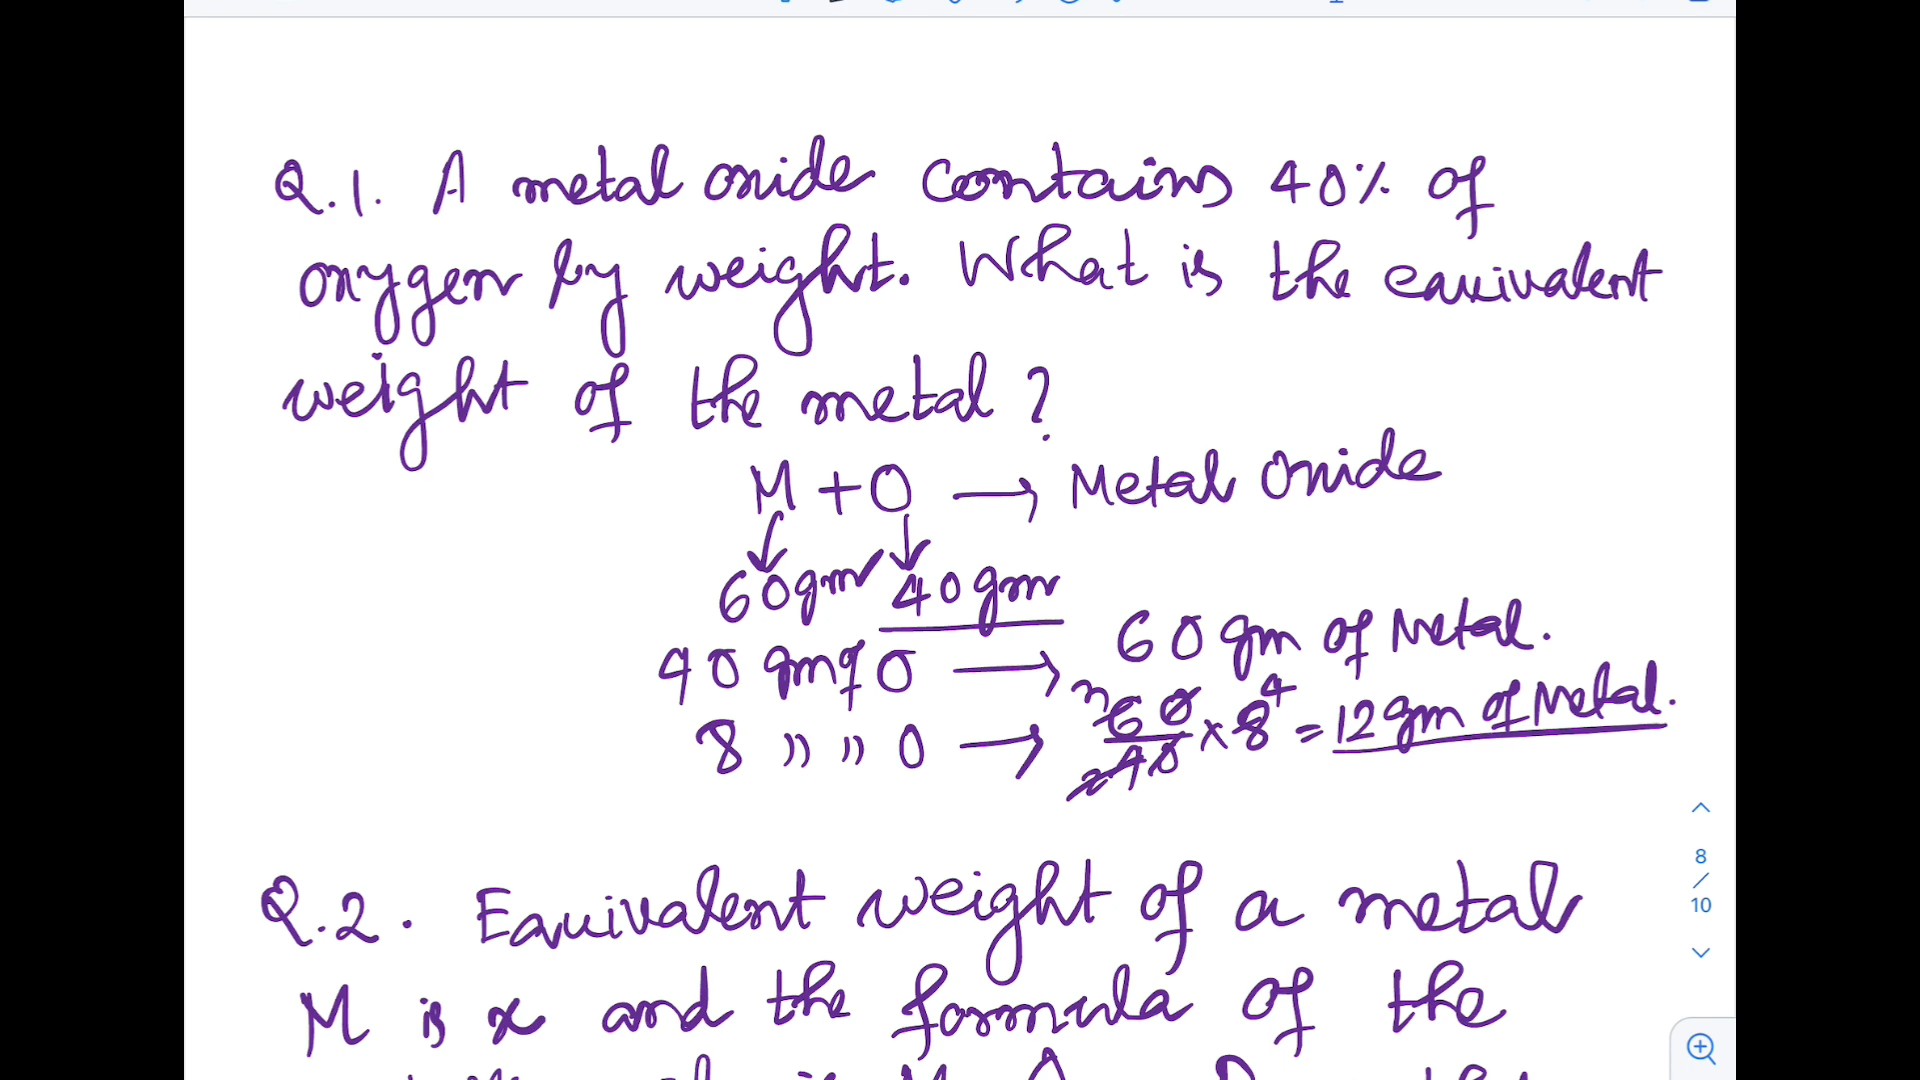 Q.1. A metal oxide contains 40% of
oxygen by weight. What is the equivalent
weight of the metal?
M + O → Metal Oxide
60gm 40gm
40 gm of O → 60 gm of Metal.
8 " " O → 60/40 × 8 = 12 gm of Metal.
Q.2. Equivalent weight of a metal
M is x and the formula of the
8
/
10